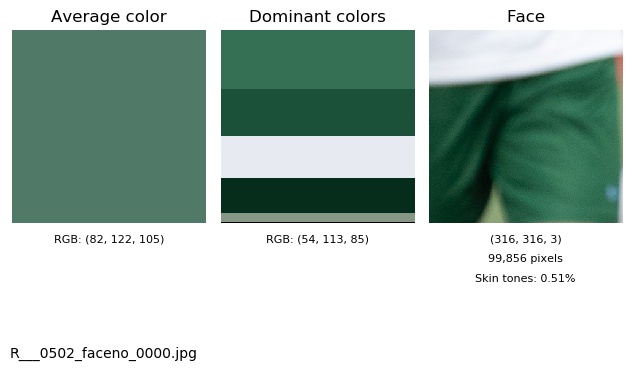 Average color
Dominant colors
Face
RGB: (82, 122, 105)
RGB: (54, 113, 85)
(316, 316, 3)
99,856 pixels
Skin tones: 0.51%
R___0502_faceno_0000.jpg